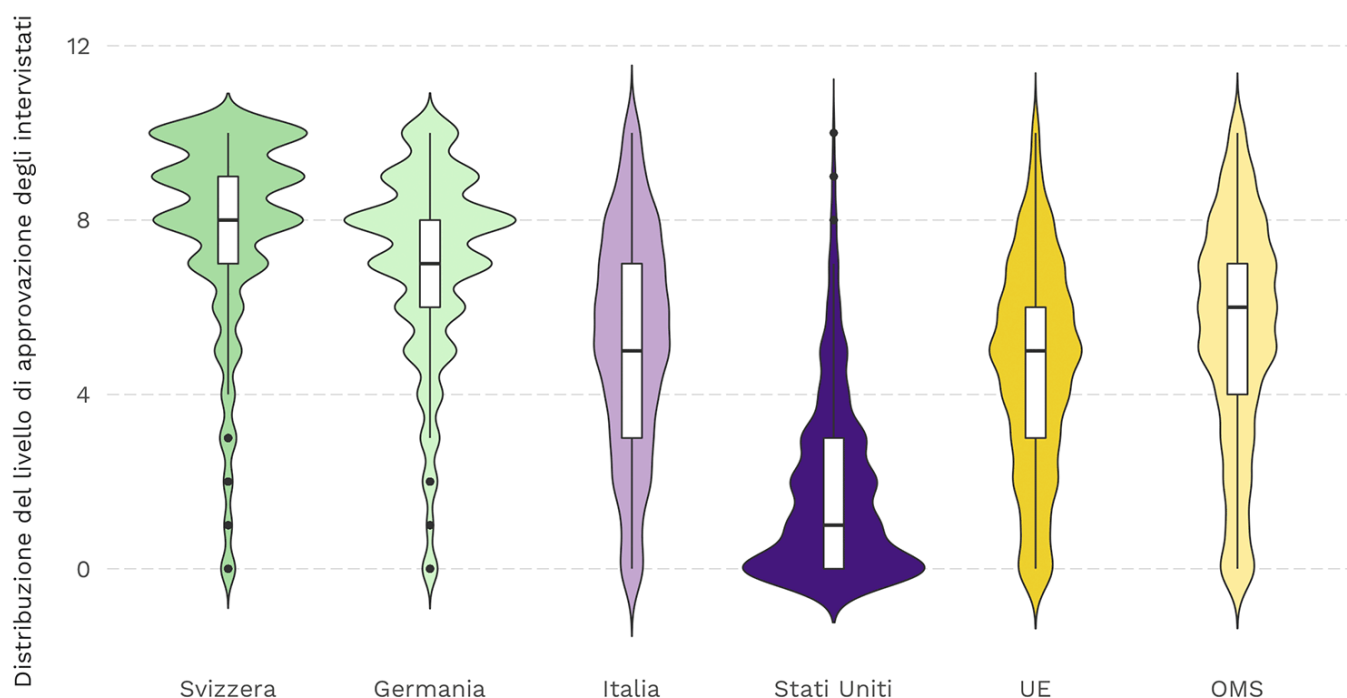 Distribuzione del livello di approvazione degli intervistati
12
8
4
0
Svizzera
Germania
Italia
Stati Uniti
UE
OMS